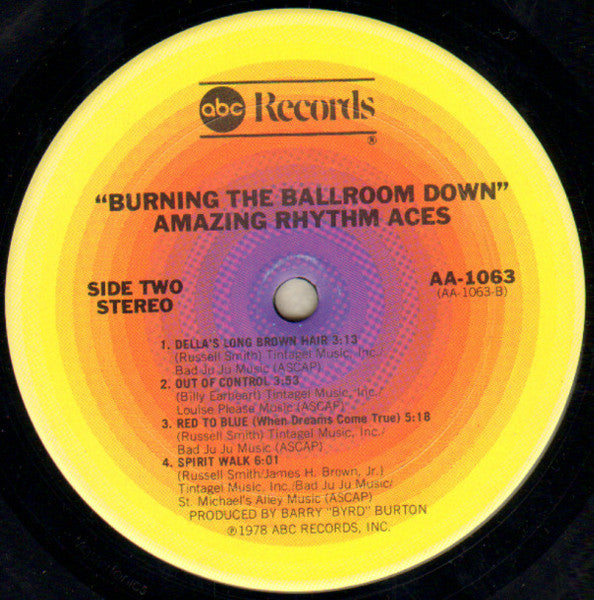 abc Records
®
"BURNING THE BALLROOM DOWN"
AMAZING RHYTHM ACES
SIDE TWO
STEREO
AA-1063
(AA-1063-B)
1. DELLA'S LONG BROWN HAIR 3:13
(Russell Smith) Tintagel Music, Inc./
Bad Ju Ju Music (ASCAP)
2. OUT OF CONTROL 3:53
(Billy Earheart) Tintagel Music, Inc./
Louise Please Music (ASCAP)
3. RED TO BLUE (When Dreams Come True) 5:18
(Russell Smith) Tintagel Music, Inc./
Bad Ju Ju Music (ASCAP)
4. SPIRIT WALK 6:01
(Russell Smith/James H. Brown, Jr.)
Tintagel Music, Inc./Bad Ju Ju Music/
St. Michael's Alley Music (ASCAP)
PRODUCED BY BARRY "BYRD" BURTON
℗1978 ABC RECORDS, INC.